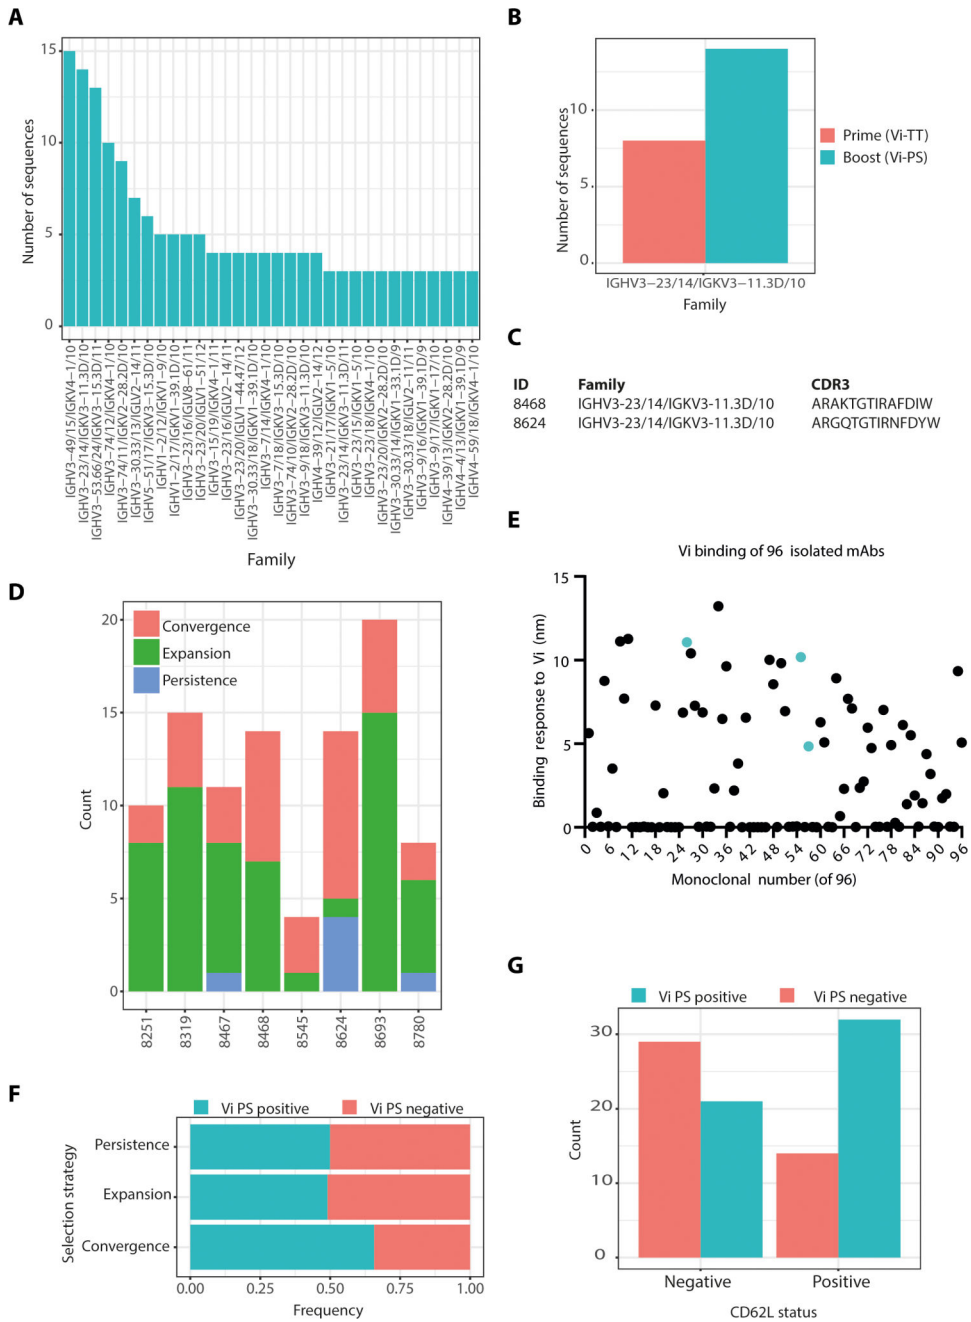 A
Number of sequences
15
10
5
0
IGHV3−49/15/IGKV4−1/10
IGHV3−23/14/IGKV3−11.3D/10
IGHV3−53.66/24/IGKV3−15.3D/11
IGHV3−74/12/IGKV4−1/10
IGHV3−74/11/IGKV2−28.2D/10
IGHV3−30.33/13/IGLV2−14/11
IGHV5−51/17/IGKV3−15.3D/10
IGHV1−2/12/IGKV1−9/10
IGHV1−2/17/IGKV1−39.1D/10
IGHV3−23/16/IGLV8−61/11
IGHV3−23/20/IGLV1−51/12
IGHV3−15/19/IGKV4−1/11
IGHV3−23/16/IGLV2−14/11
IGHV3−23/20/IGLV1−44.47/12
IGHV3−30.33/18/IGKV1−39.1D/10
IGHV3−7/14/IGKV4−1/10
IGHV3−7/18/IGKV3−15.3D/10
IGHV3−74/10/IGKV2−28.2D/10
IGHV3−9/18/IGKV3−11.3D/10
IGHV4−39/12/IGLV2−14/12
IGHV3−21/17/IGKV1−5/10
IGHV3−23/14/IGKV3−11.3D/11
IGHV3−23/15/IGKV1−5/10
IGHV3−23/18/IGKV4−1/10
IGHV3−23/20/IGKV2−28.2D/10
IGHV3−30.33/14/IGKV1−33.1D/9
IGHV3−30.33/18/IGLV2−11/11
IGHV3−9/16/IGKV1−39.1D/9
IGHV3−9/17/IGKV1−17/10
IGHV4−39/13/IGKV2−28.2D/10
IGHV4−4/13/IGKV1−39.1D/9
IGHV4−59/18/IGKV4−1/10
Family
B
Number of sequences
10
5
0
IGHV3−23/14/IGKV3−11.3D/10
Family
Prime (Vi-TT)
Boost (Vi-PS)
C
ID Family CDR3
8468 IGHV3-23/14/IGKV3-11.3D/10 ARAKTGTIRAFDIW
8624 IGHV3-23/14/IGKV3-11.3D/10 ARGQTGTIRNFDYW
D
Convergence
Expansion
Persistence
Count
20
15
10
5
0
8251
8319
8467
8468
8545
8624
8693
8780
E
Vi binding of 96 isolated mAbs
Binding response to Vi (nm)
15
10
5
0
0 6 12 18 24 30 36 42 48 54 60 66 72 78 84 90 96
Monoclonal number (of 96)
F
Vi PS positive Vi PS negative
Selection strategy
Persistence
Expansion
Convergence
0.00 0.25 0.50 0.75 1.00
Frequency
G
Vi PS positive Vi PS negative
Count
30
20
10
0
Negative Positive
CD62L status